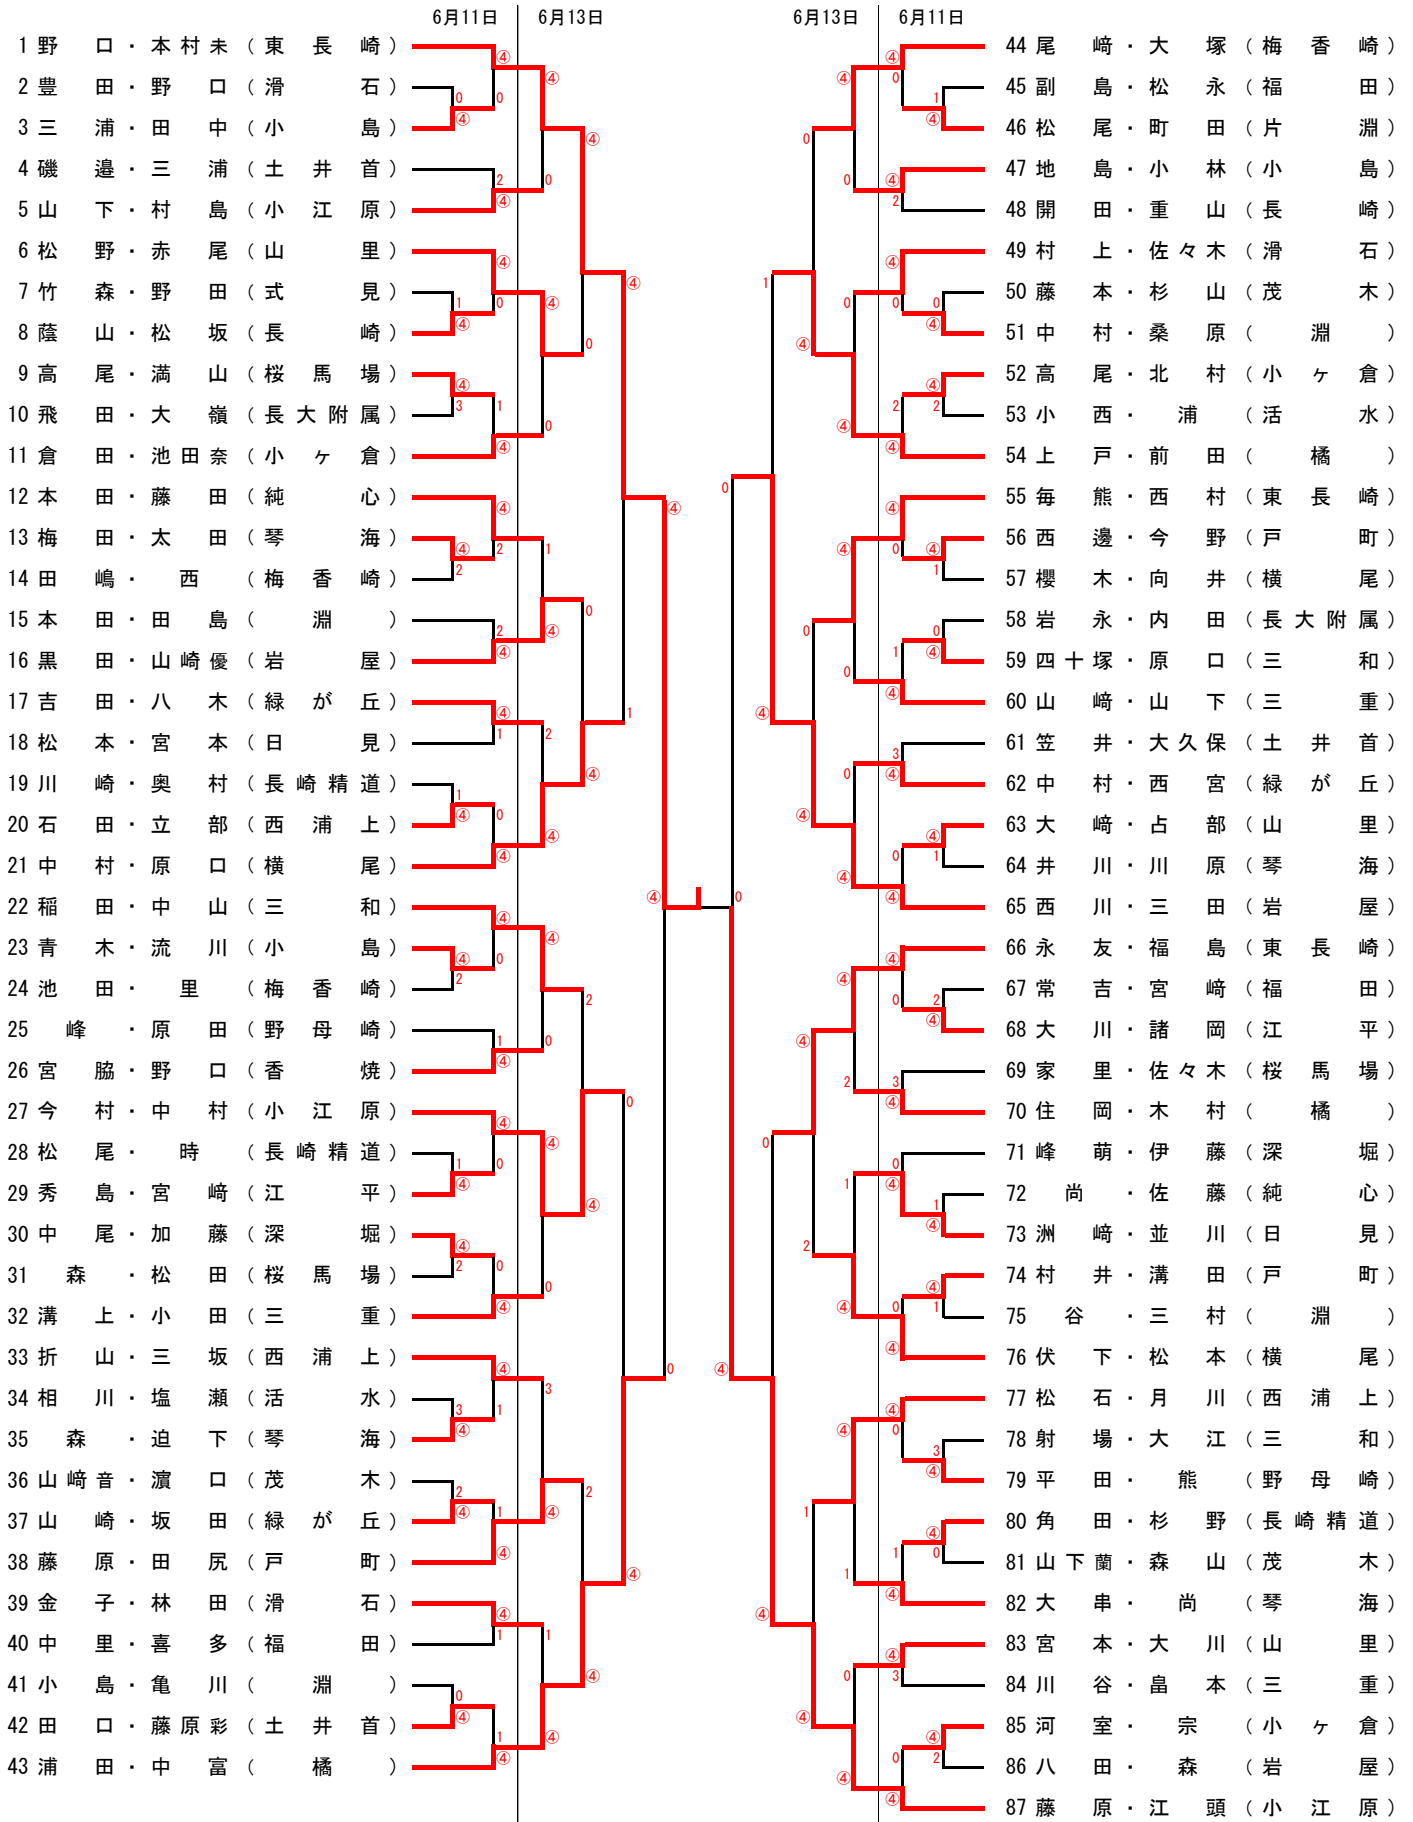 6月11日 6月13日 6月13日 6月11日
1 野口・本村未（東長崎）
2 豊田・野口（滑石）
3 三浦・田中（小島）
4 磯邉・三浦（土井首）
5 山下・村島（小江原）
6 松野・赤尾（山里）
7 竹森・野田（式見）
8 蔭山・松坂（長崎）
9 高尾・満山（桜馬場）
10 飛田・大嶺（長大附属）
11 倉田・池田奈（小ヶ倉）
12 本田・藤田（純心）
13 梅田・太田（琴海）
14 田嶋・西（梅香崎）
15 本田・田島（淵）
16 黒田・山崎優（岩屋）
17 吉田・八木（緑が丘）
18 松本・宮本（日見）
19 川崎・奥村（長崎精道）
20 石田・立部（西浦上）
21 中村・原口（横尾）
22 稲田・中山（三和）
23 青木・流川（小島）
24 池田・里（梅香崎）
25 峰・原田（野母崎）
26 宮脇・野口（香焼）
27 今村・中村（小江原）
28 松尾・時（長崎精道）
29 秀島・宮﨑（江平）
30 中尾・加藤（深堀）
31 森・松田（桜馬場）
32 溝上・小田（三重）
33 折山・三坂（西浦上）
34 相川・塩瀬（活水）
35 森・迫下（琴海）
36 山﨑音・濵口（茂木）
37 山崎・坂田（緑が丘）
38 藤原・田尻（戸町）
39 金子・林田（滑石）
40 中里・喜多（福田）
41 小島・亀川（淵）
42 田口・藤原彩（土井首）
43 浦田・中富（橘）
44 尾﨑・大塚（梅香崎）
45 副島・松永（福田）
46 松尾・町田（片淵）
47 地島・小林（小島）
48 開田・重山（長崎）
49 村上・佐々木（滑石）
50 藤本・杉山（茂木）
51 中村・桑原（淵）
52 高尾・北村（小ヶ倉）
53 小西・浦（活水）
54 上戸・前田（橘）
55 毎熊・西村（東長崎）
56 西邊・今野（戸町）
57 櫻木・向井（横尾）
58 岩永・内田（長大附属）
59 四十塚・原口（三和）
60 山﨑・山下（三重）
61 笠井・大久保（土井首）
62 中村・西宮（緑が丘）
63 大﨑・占部（山里）
64 井川・川原（琴海）
65 西川・三田（岩屋）
66 永友・福島（東長崎）
67 常吉・宮﨑（福田）
68 大川・諸岡（江平）
69 家里・佐々木（桜馬場）
70 住岡・木村（橘）
71 峰萌・伊藤（深堀）
72 尚・佐藤（純心）
73 洲﨑・並川（日見）
74 村井・溝田（戸町）
75 谷・三村（淵）
76 伏下・松本（横尾）
77 松石・月川（西浦上）
78 射場・大江（三和）
79 平田・熊（野母崎）
80 角田・杉野（長崎精道）
81 山下蘭・森山（茂木）
82 大串・尚（琴海）
83 宮本・大川（山里）
84 川谷・畠本（三重）
85 河室・宗（小ヶ倉）
86 八田・森（岩屋）
87 藤原・江頭（小江原）